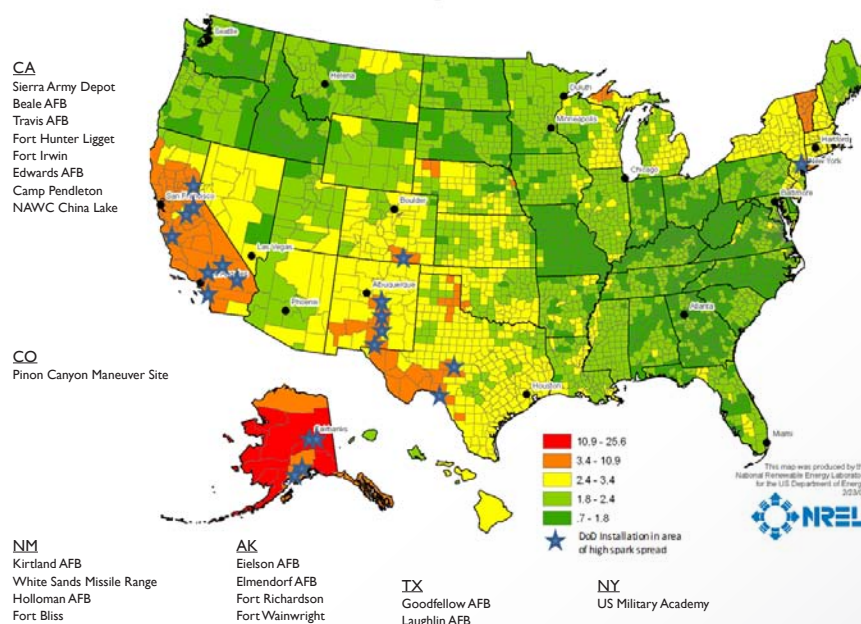 CA
Sierra Army Depot
Beale AFB
Travis AFB
Fort Hunter Ligget
Fort Irwin
Edwards AFB
Camp Pendleton
NAWC China Lake
CO
Pinon Canyon Maneuver Site
Seattle
Helena
Duluth
Minneapolis
Hartford
New York
Chicago
Baltimore
San Francisco
Boulder
Las Vegas
Albuquerque
Phoenix
Atlanta
Houston
Miami
Fairbanks
10.9 - 25.6
3.4 - 10.9
2.4 - 3.4
1.8 - 2.4
.7 - 1.8
DoD Installation in area
of high spark spread
This map was produced by
National Renewable Energy
for the US Department of
NREL
NM
Kirtland AFB
White Sands Missile Range
Holloman AFB
Fort Bliss
AK
Eielson AFB
Elmendorf AFB
Fort Richardson
Fort Wainwright
TX
Goodfellow AFB
Laughlin AFB
NY
US Military Academy